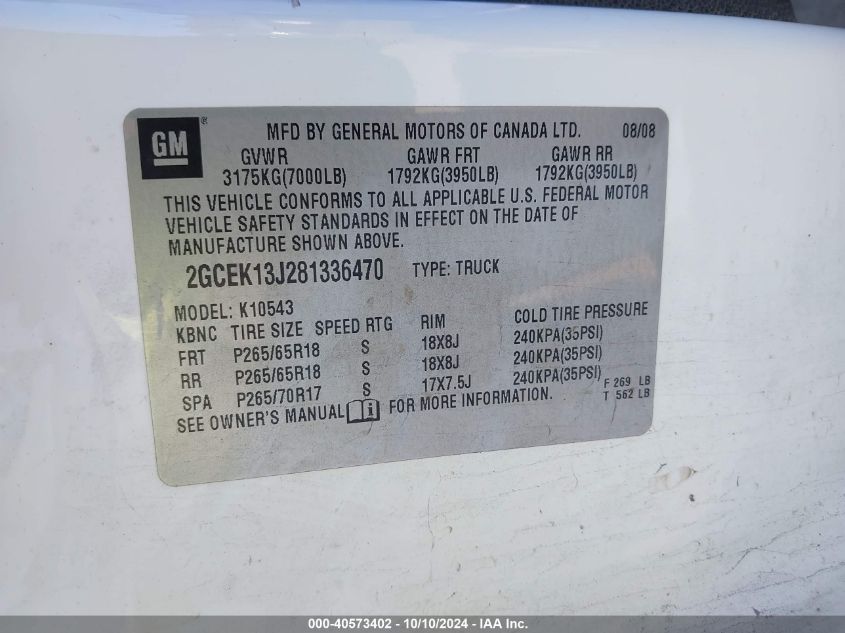 GM ®
MFD BY GENERAL MOTORS OF CANADA LTD. 08/08
GVWR GAWR FRT GAWR RR
3175KG(7000LB) 1792KG(3950LB) 1792KG(3950LB)
THIS VEHICLE CONFORMS TO ALL APPLICABLE U.S. FEDERAL MOTOR
VEHICLE SAFETY STANDARDS IN EFFECT ON THE DATE OF
MANUFACTURE SHOWN ABOVE.
2GCEK13J281336470 TYPE: TRUCK
MODEL: K10543
KBNC TIRE SIZE SPEED RTG RIM COLD TIRE PRESSURE
FRT P265/65R18 S 18X8J 240KPA(35PSI)
RR P265/65R18 S 18X8J 240KPA(35PSI)
SPA P265/70R17 S 17X7.5J 240KPA(35PSI)
SEE OWNER'S MANUAL i FOR MORE INFORMATION.
F 269 LB
T 562 LB
000-40573402 - 10/10/2024 - IAA Inc.